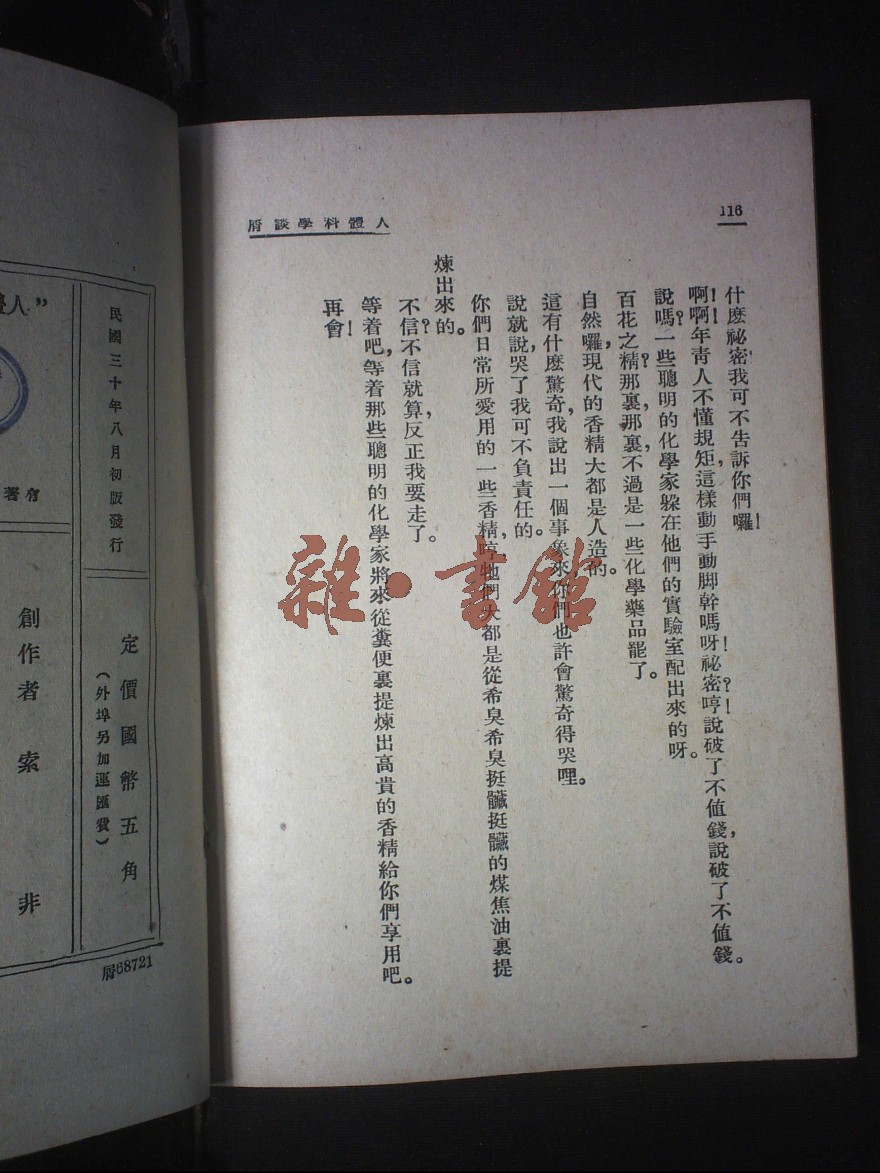 116
人體科學談屑
什麽祕密?我可不告訴你們囉!
啊!啊!年靑人不懂規矩,這樣動手動脚幹嗎呀!祕密?哼!說破了不值錢,說破了不值錢。
說嗎?一些聰明的化學家躱在他們的實驗室配出來的呀。
百花之精?那裏,那裏,不過是一些化學藥品罷了。
自然囉,現代的香精大都是人造的。
這有什麽驚奇,我說出一個事象來你們也許會驚奇得哭哩。
說就說,哭了我可不負責任的。
你們日常所愛用的一些香精,哼,牠們大都是從希臭希臭挺髒挺髒的煤焦油裏提
煉出來的。
不信?不信就算,反正我要走了。
等着吧,等着那些聰明的化學家將來從糞便裏提煉出高貴的香精給你們享用吧。
再會!
民國三十年八月初版發行
定價國幣五角
(外埠另加運匯費)
創作者 索 非
屑68721
雜·書館